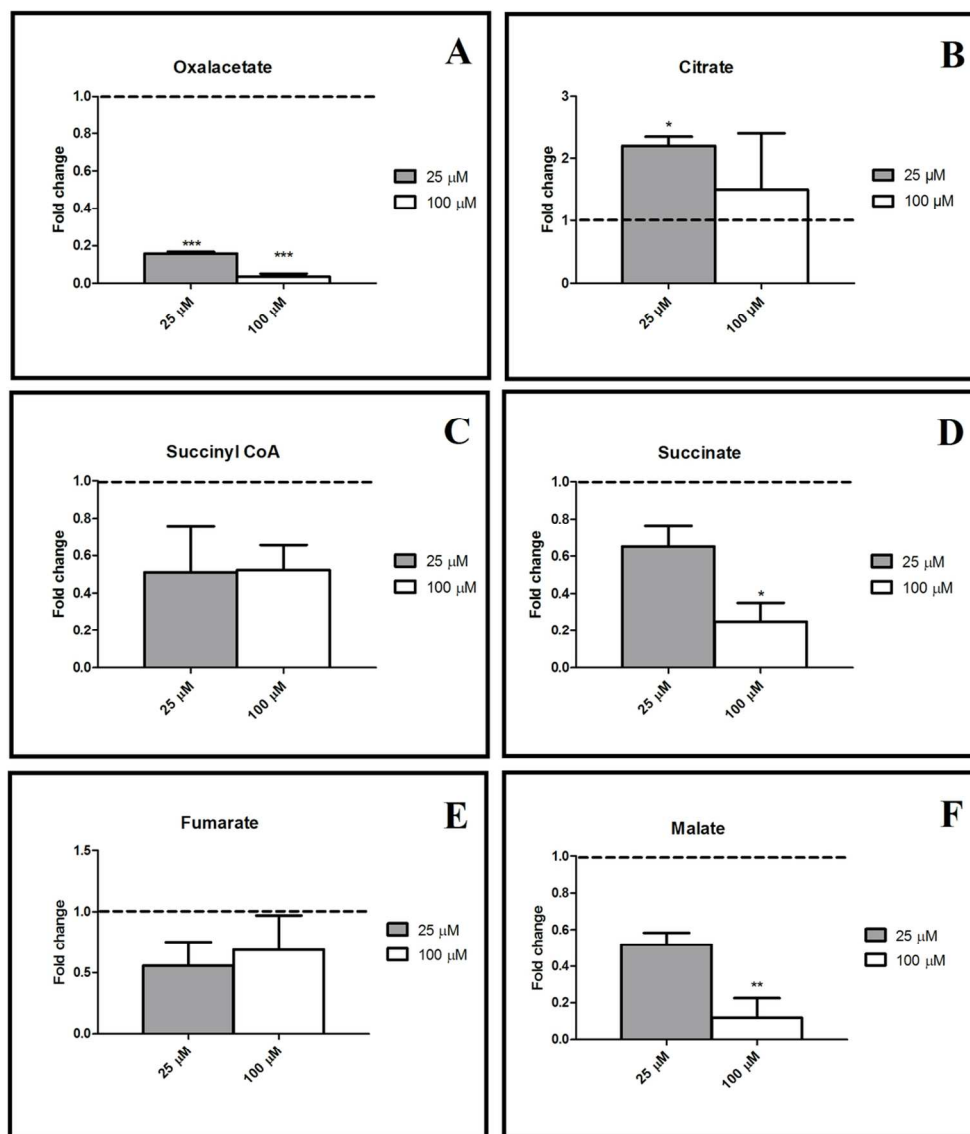 A
Oxalacetate
Fold change
1.0
0.8
0.6
0.4
0.2
0.0
***
***
25 μM
100 μM
25 μM
100 μM
B
Citrate
Fold change
3
2
1
0
*
25 µM
100 µM
25 µM
100 µM
C
Succinyl CoA
Fold change
1.0
0.8
0.6
0.4
0.2
0.0
25 μM
100 μM
25 μM
100 μM
D
Succinate
Fold change
1.0
0.8
0.6
0.4
0.2
0.0
*
25 μM
100 μM
25 μM
100 μM
E
Fumarate
Fold change
1.5
1.0
0.5
0.0
25 μM
100 μM
25 μM
100 μM
F
Malate
Fold change
1.0
0.8
0.6
0.4
0.2
0.0
**
25 μM
100 μM
25 μM
100 μM